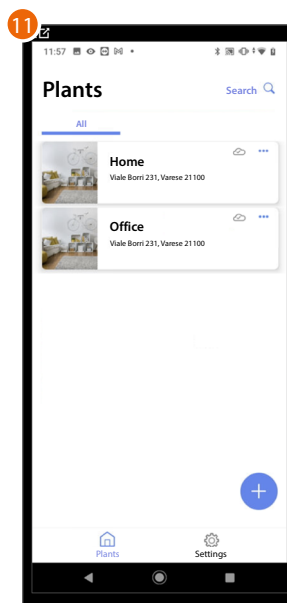 11
11:57
Plants
Search
All
Home
Viale Borri 231, Varese 21100
Office
Viale Borri 231, Varese 21100
Plants
Settings